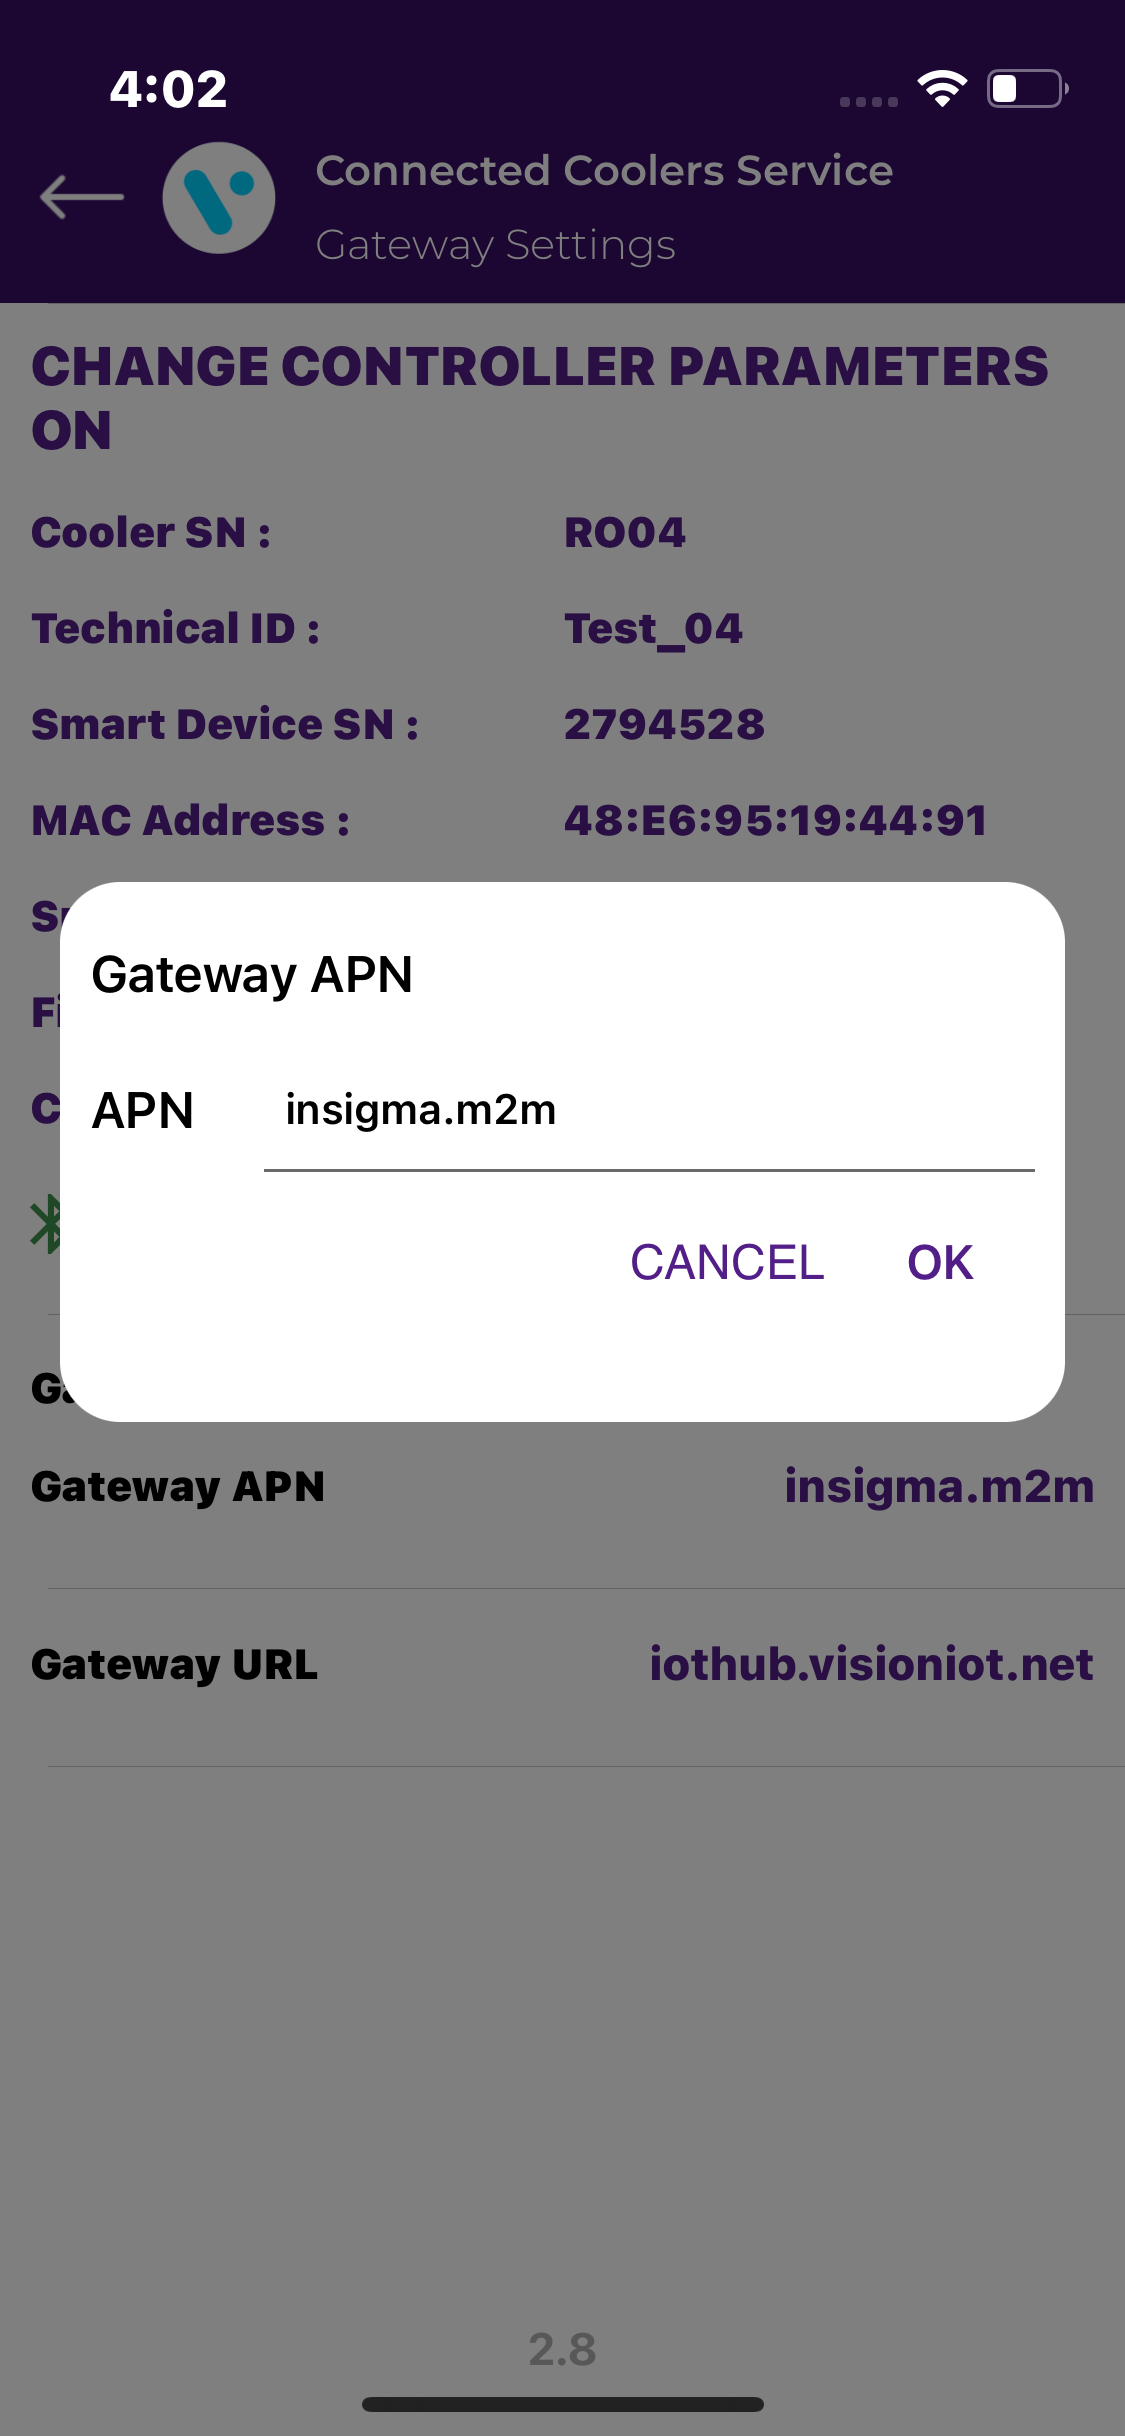 4:02
Connected Coolers Service
Gateway Settings
CHANGE CONTROLLER PARAMETERS
ON
Cooler SN : RO04
Technical ID : Test_04
Smart Device SN : 2794528
MAC Address : 48:E6:95:19:44:91
Gateway APN
APN insigma.m2m
CANCEL OK
Gateway APN insigma.m2m
Gateway URL iothub.visioniot.net
2.8